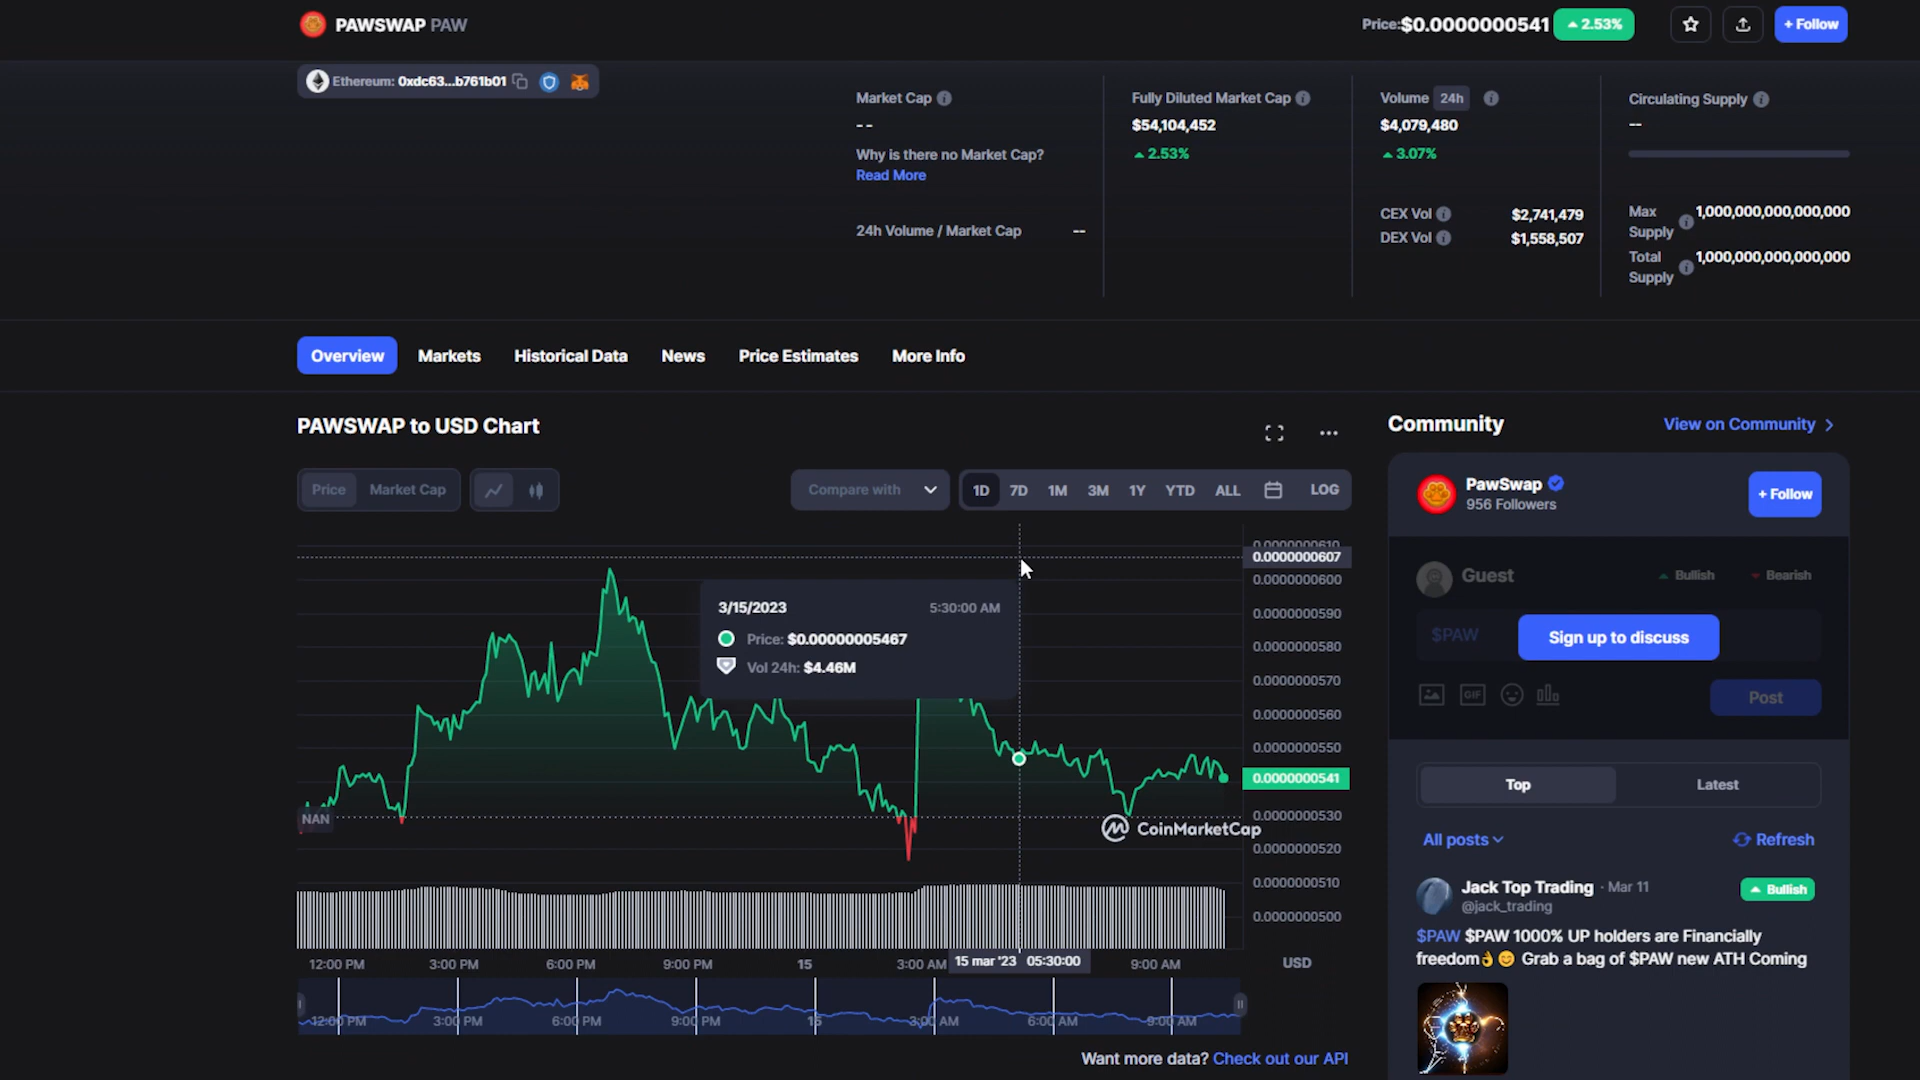 PAWSWAP PAW
Price:$0.0000000541 2.53%
+ Follow
Ethereum: 0xdc63...b761b01
Market Cap
--
Why is there no Market Cap?
Read More
24h Volume / Market Cap --
Fully Diluted Market Cap
$54,104,452
2.53%
Volume 24h
$4,079,480
3.07%
CEX Vol $2,741,479
DEX Vol $1,558,507
Circulating Supply
--
Max Supply 1,000,000,000,000,000
Total Supply 1,000,000,000,000,000
Overview Markets Historical Data News Price Estimates More Info
PAWSWAP to USD Chart
Price Market Cap
Compare with
1D 7D 1M 3M 1Y YTD ALL LOG
0.0000000610
0.0000000607
0.0000000600
0.0000000590
0.0000000580
0.0000000570
0.0000000560
0.0000000550
0.0000000541
0.0000000530
0.0000000520
0.0000000510
0.0000000500
3/15/2023 5:30:00 AM
Price: $0.00000005467
Vol 24h: $4.46M
NAN
CoinMarketCap
12:00 PM 3:00 PM 6:00 PM 9:00 PM 15 3:00 AM 15 mar '23 05:30:00 9:00 AM USD
12:00 PM 3:00 PM 6:00 PM 9:00 PM 15 3:00 AM 6:00 AM 9:00 AM
Want more data? Check out our API
Community
View on Community
PawSwap
956 Followers
+ Follow
Guest
Bullish Bearish
$PAW
Sign up to discuss
GIF
Post
Top Latest
All posts
Refresh
Jack Top Trading · Mar 11
@jack_trading
Bullish
$PAW $PAW 1000% UP holders are Financially
freedom👌😊 Grab a bag of $PAW new ATH Coming